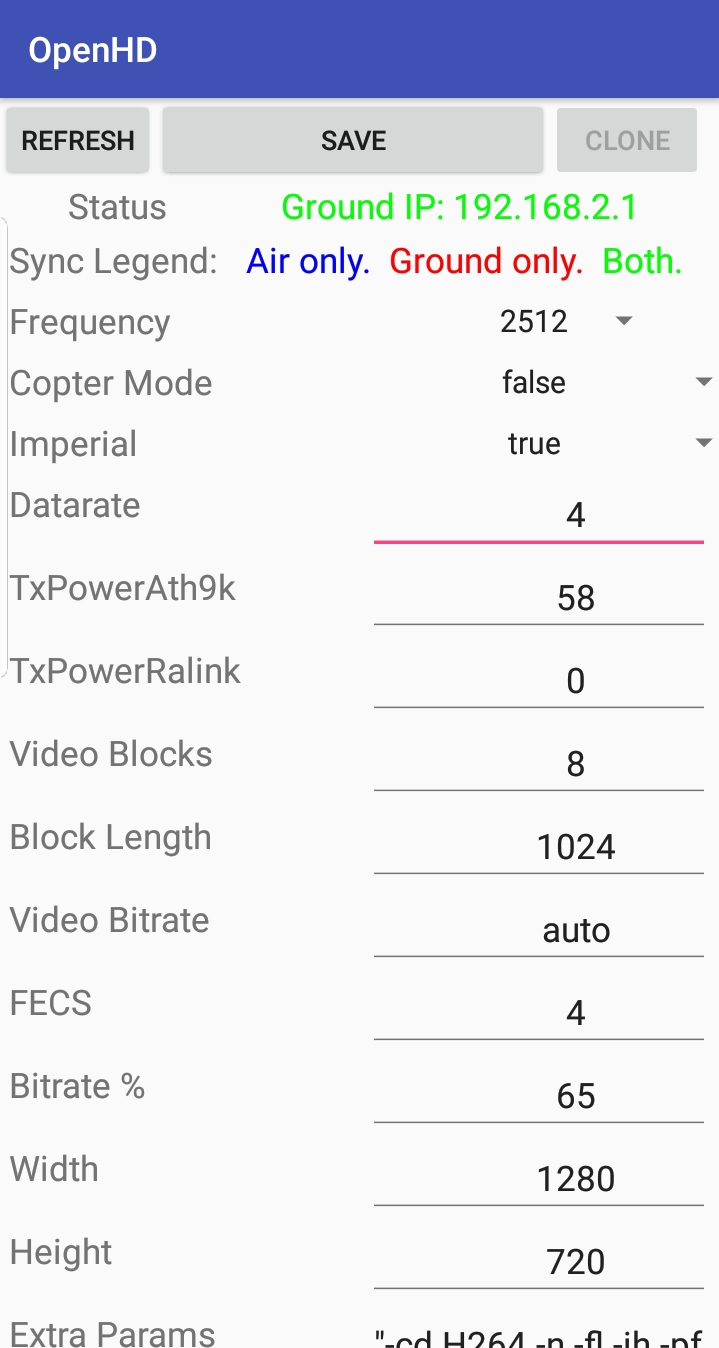 OpenHD
REFRESH SAVE CLONE
Status Ground IP: 192.168.2.1
Sync Legend: Air only. Ground only. Both.
Frequency 2512
Copter Mode false
Imperial true
Datarate 4
TxPowerAth9k 58
TxPowerRalink 0
Video Blocks 8
Block Length 1024
Video Bitrate auto
FECS 4
Bitrate % 65
Width 1280
Height 720
Extra Params "-cd H264 -n -fl -ih -pf